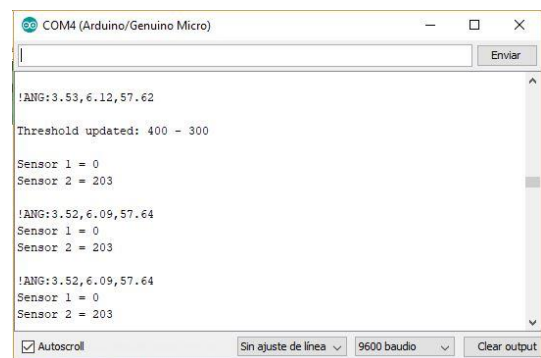 COM4 (Arduino/Genuino Micro)
Enviar
!ANG:3.53,6.12,57.62
Threshold updated: 400 - 300
Sensor 1 = 0
Sensor 2 = 203
!ANG:3.52,6.09,57.64
Sensor 1 = 0
Sensor 2 = 203
!ANG:3.52,6.09,57.64
Sensor 1 = 0
Sensor 2 = 203
Autoscroll Sin ajuste de línea 9600 baudio Clear output